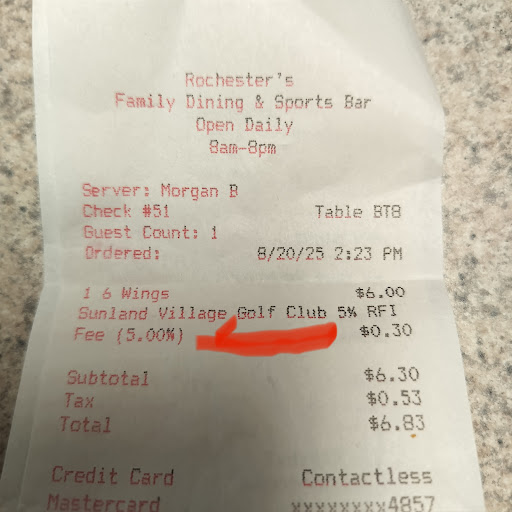 Rochester's
Family Dining & Sports Bar
Open Daily
8am-8pm
Server: Morgan B
Check #51 Table BT8
Guest Count: 1
Ordered: 8/20/25 2:23 PM
1 6 Wings $6.00
Sunland Village Golf Club 5% RFI
Fee (5.00%) $0.30
Subtotal $6.30
Tax $0.53
Total $6.83
Credit Card Contactless
Mastercard xxxxxxxx4857